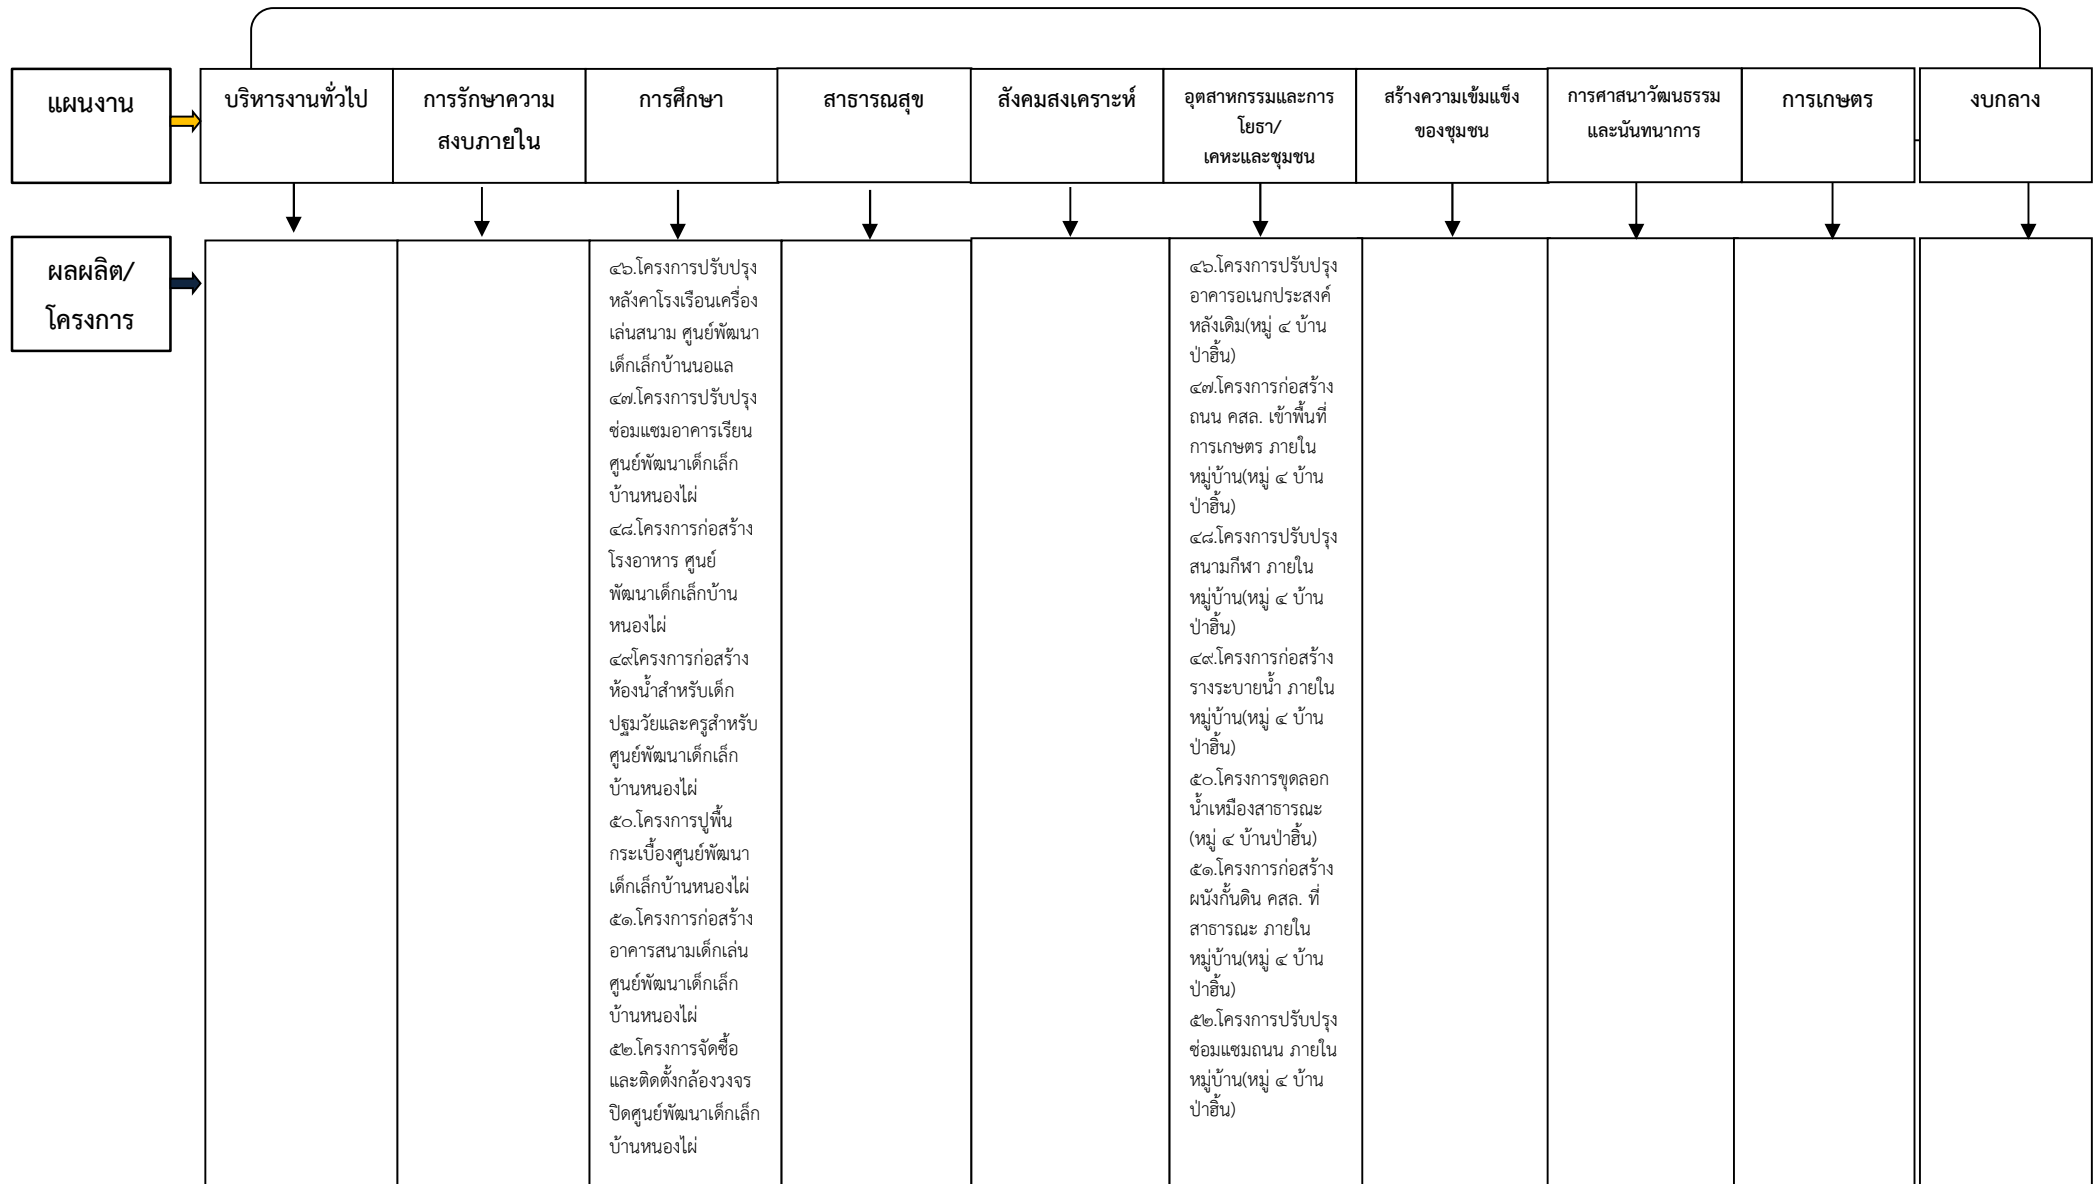 แผนงาน
บริหารงานทั่วไป
การรักษาความ
สงบภายใน
การศึกษา
สาธารณสุข
สังคมสงเคราะห์
อุตสาหกรรมและการ
โยธา/
เคหะและชุมชน
สร้างความเข้มแข็ง
ของชุมชน
การศาสนาวัฒนธรรม
และนันทนาการ
การเกษตร
งบกลาง
ผลผลิต/
โครงการ
๔๖.โครงการปรับปรุง
หลังคาโรงเรือนเครื่อง
เล่นสนาม ศูนย์พัฒนา
เด็กเล็กบ้านนอแล
๔๗.โครงการปรับปรุง
ซ่อมแซมอาคารเรียน
ศูนย์พัฒนาเด็กเล็ก
บ้านหนองไผ่
๔๘.โครงการก่อสร้าง
โรงอาหาร ศูนย์
พัฒนาเด็กเล็กบ้าน
หนองไผ่
๔๙โครงการก่อสร้าง
ห้องน้ำสำหรับเด็ก
ปฐมวัยและครูสำหรับ
ศูนย์พัฒนาเด็กเล็ก
บ้านหนองไผ่
๕๐.โครงการปูพื้น
กระเบื้องศูนย์พัฒนา
เด็กเล็กบ้านหนองไผ่
๕๑.โครงการก่อสร้าง
อาคารสนามเด็กเล่น
ศูนย์พัฒนาเด็กเล็ก
บ้านหนองไผ่
๕๒.โครงการจัดซื้อ
และติดตั้งกล้องวงจร
ปิดศูนย์พัฒนาเด็กเล็ก
บ้านหนองไผ่
๔๖.โครงการปรับปรุง
อาคารอเนกประสงค์
หลังเดิม(หมู่ ๔ บ้าน
ป่าฮิ้น)
๔๗.โครงการก่อสร้าง
ถนน คสล. เข้าพื้นที่
การเกษตร ภายใน
หมู่บ้าน(หมู่ ๔ บ้าน
ป่าฮิ้น)
๔๘.โครงการปรับปรุง
สนามกีฬา ภายใน
หมู่บ้าน(หมู่ ๔ บ้าน
ป่าฮิ้น)
๔๙.โครงการก่อสร้าง
รางระบายน้ำ ภายใน
หมู่บ้าน(หมู่ ๔ บ้าน
ป่าฮิ้น)
๕๐.โครงการขุดลอก
น้ำเหมืองสาธารณะ
(หมู่ ๔ บ้านป่าฮิ้น)
๕๑.โครงการก่อสร้าง
ผนังกั้นดิน คสล. ที่
สาธารณะ ภายใน
หมู่บ้าน(หมู่ ๔ บ้าน
ป่าฮิ้น)
๕๒.โครงการปรับปรุง
ซ่อมแซมถนน ภายใน
หมู่บ้าน(หมู่ ๔ บ้าน
ป่าฮิ้น)